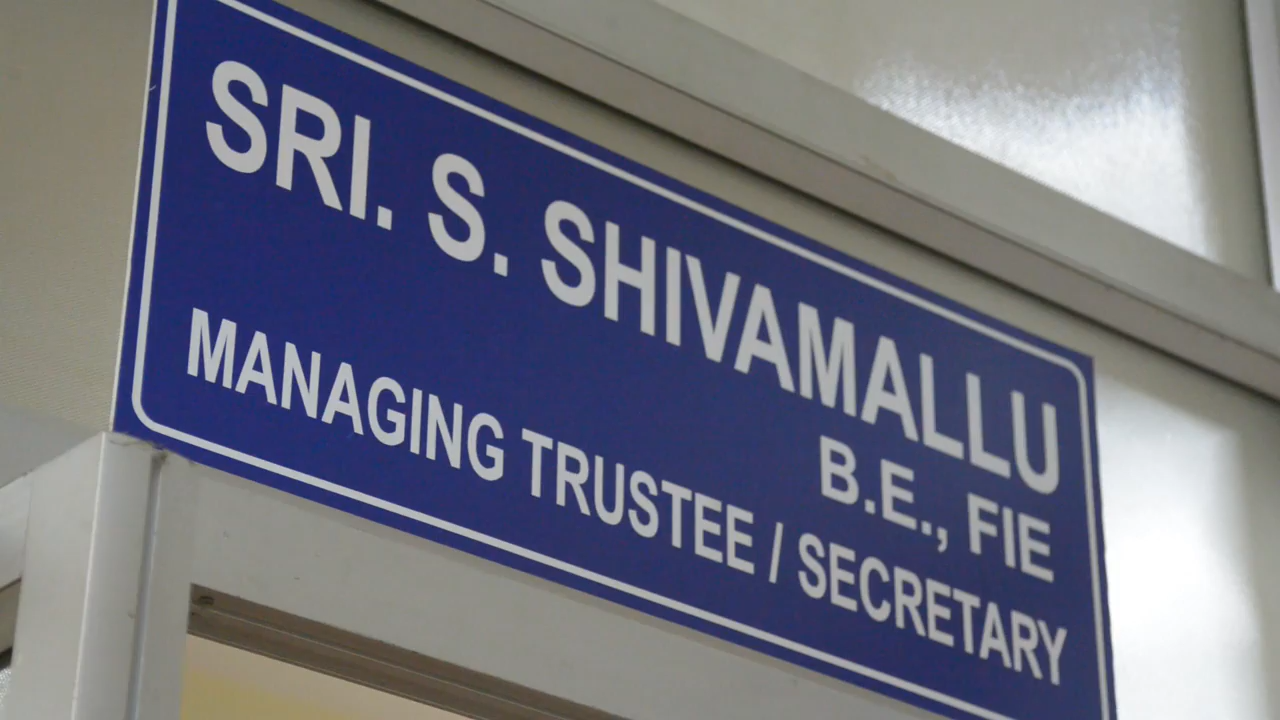 SRI. S. SHIVAMALLU
B.E., FIE
MANAGING TRUSTEE / SECRETARY